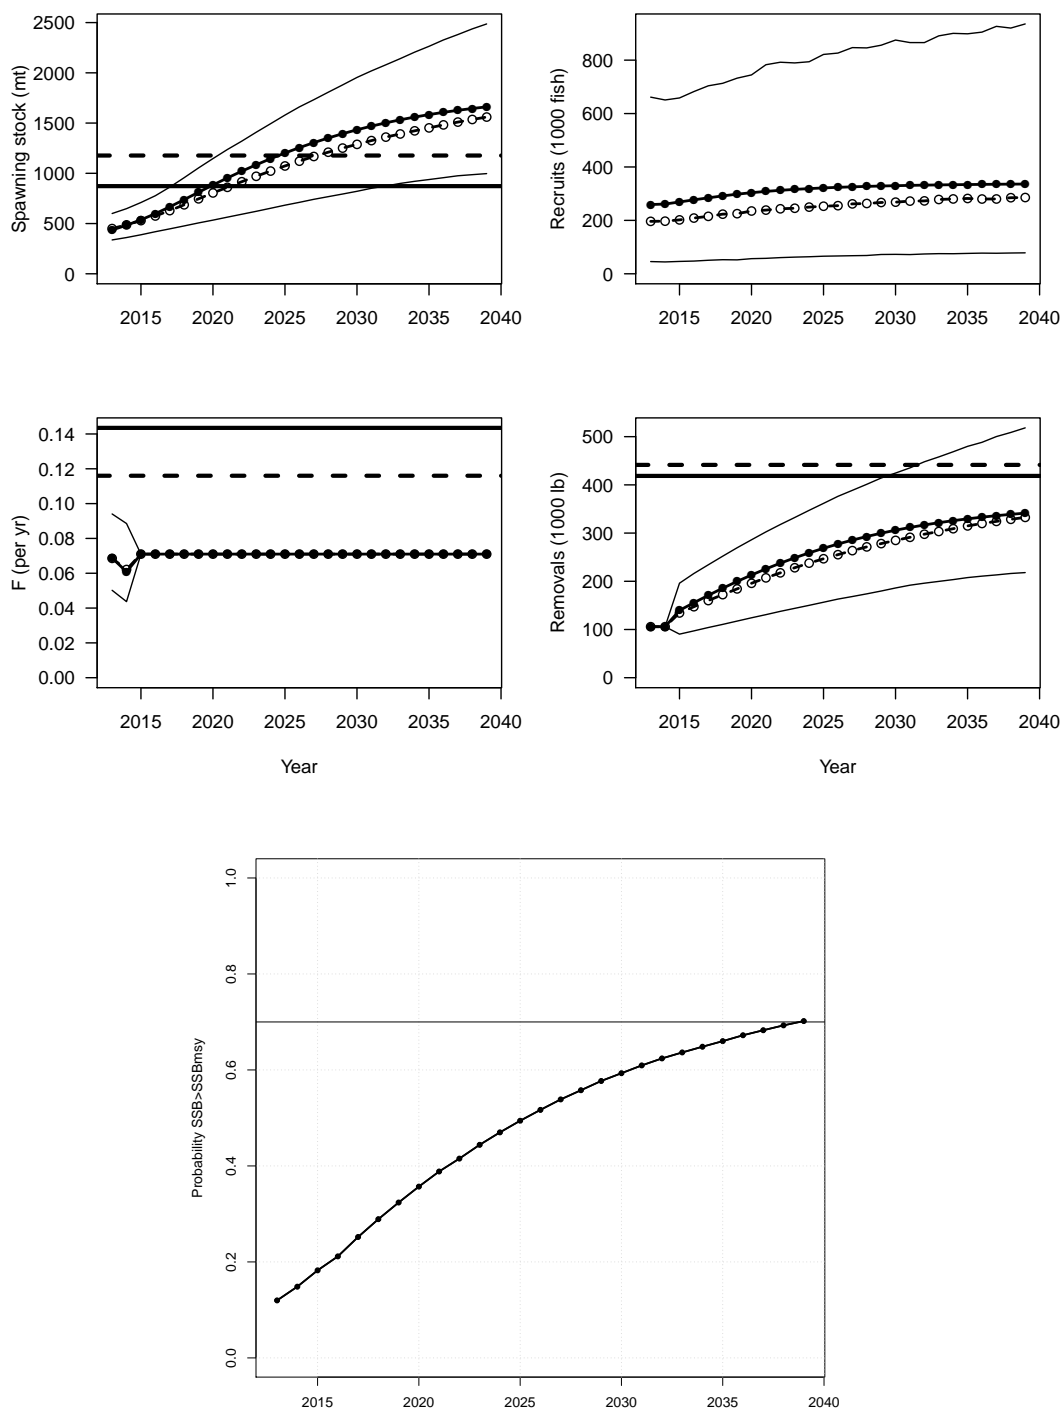 Spawning stock (mt)
2500
2000
1500
1000
500
0
2015 2020 2025 2030 2035 2040
Recruits (1000 fish)
800
600
400
200
0
2015 2020 2025 2030 2035 2040
F (per yr)
0.14
0.12
0.10
0.08
0.06
0.04
0.02
0.00
2015 2020 2025 2030 2035 2040
Year
Removals (1000 lb)
500
400
300
200
100
0
2015 2020 2025 2030 2035 2040
Year
Probability SSB>SSBmsy
1.0
0.8
0.6
0.4
0.2
0.0
2015 2020 2025 2030 2035 2040